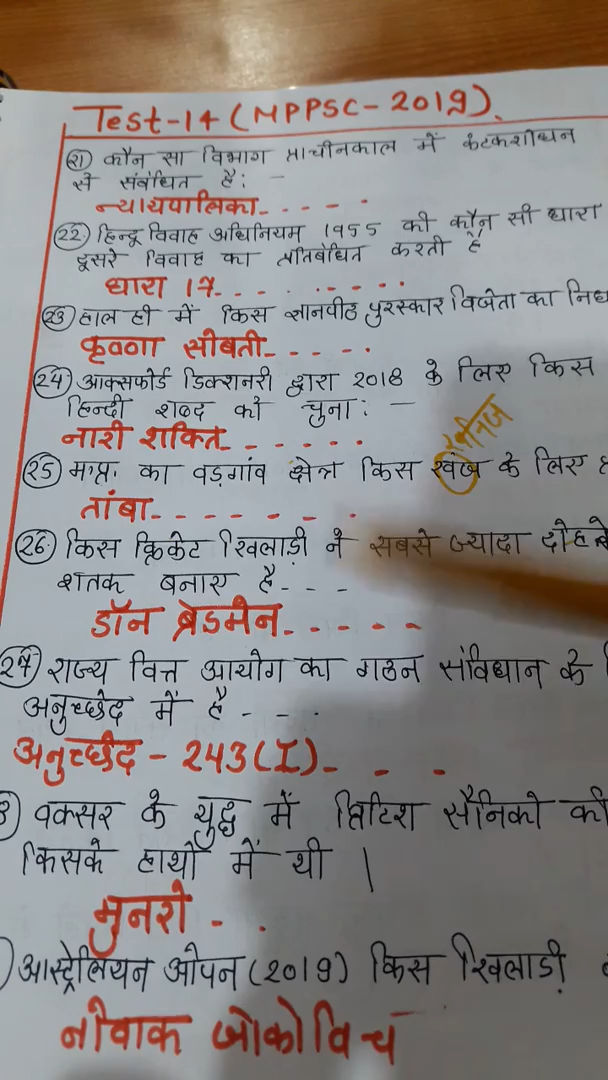 Test-14 (MPPSC-2019)
(21) कौन सा विभाग प्राचीनकाल में कंटकशोधन
से संबंधित है: -
न्यायपालिका- - - - -
(22) हिन्दू विवाह अधिनियम 1955 की कौन सी धारा
दूसरे विवाह का प्रतिबंधित करती है
धारा 17- - - - - - -
(23) हाल ही में किस ज्ञानपीठ पुरस्कार विजेता का निध
कृष्णा सोबती- - - - -
(24) आक्सफोर्ड डिक्शनरी द्वारा 2018 के लिए किस
हिन्दी शब्द को चुना: -
नारी शक्ति- - - - - -
खनिज
(25) म.प्र. का वड़गांव क्षेत्र किस के लिए
तांबा- - - - - - - -
(26) किस क्रिकेट खिलाड़ी ने सबसे ज्यादा दोहरे
शतक बनाए है- - -
डॉन ब्रेडमैन- - - - -
(27) राज्य वित्त आयोग का गठन संविधान के
अनुच्छेद में है - - -
अनुच्छेद - 243(I)- - -
वक्सर के युद्ध में ब्रिटिश सैनिको की
किसके हाथो में थी |
मुनरो - - .
आस्ट्रेलियन ओपन (2019) किस खिलाड़ी
नोवाक जोकोविच